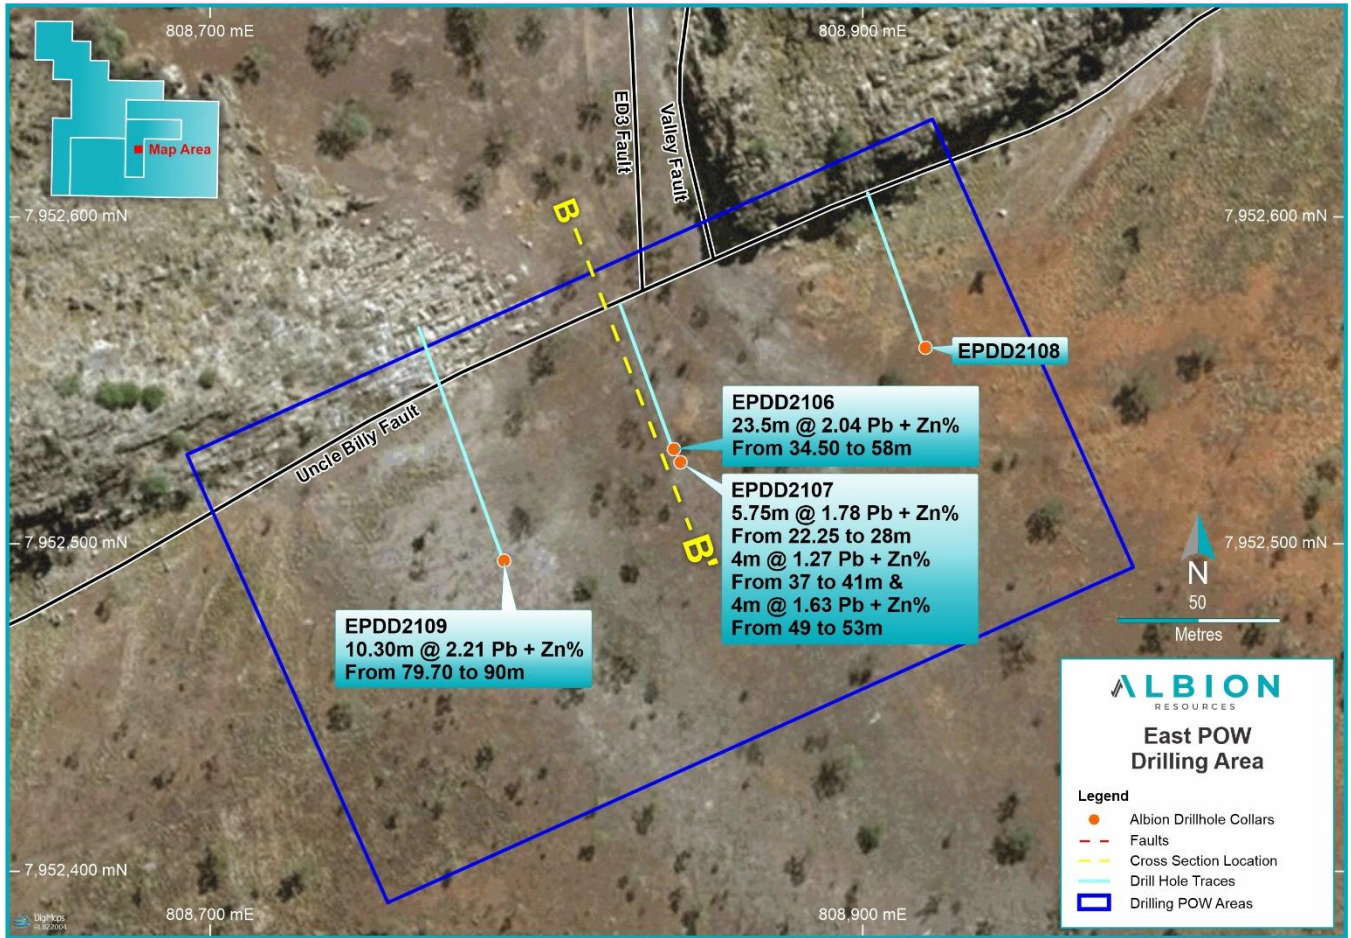 808,700 mE
808,900 mE
Map Area
ED3 Fault
Valley Fault
B
7,952,600 mN
7,952,600 mN
EPDD2108
EPDD2106
23.5m @ 2.04 Pb + Zn%
From 34.50 to 58m
Uncle Billy Fault
EPDD2107
5.75m @ 1.78 Pb + Zn%
From 22.25 to 28m
4m @ 1.27 Pb + Zn%
From 37 to 41m &
4m @ 1.63 Pb + Zn%
From 49 to 53m
B'
7,952,500 mN
7,952,500 mN
N
50
Metres
EPDD2109
10.30m @ 2.21 Pb + Zn%
From 79.70 to 90m
ALBION
RESOURCES
East POW
Drilling Area
Legend
Albion Drillhole Collars
Faults
Cross Section Location
Drill Hole Traces
Drilling POW Areas
7,952,400 mN
808,700 mE
808,900 mE
DigiMaps
RLB22004